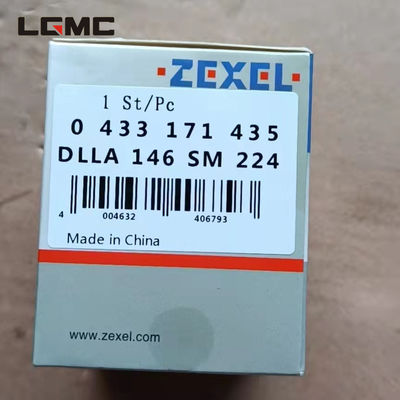 LGMC
ZEXEL
1 St/Pc
0 433 171 435
DLLA 146 SM 224
4 004632 406793
Made in China
www.zexel.com